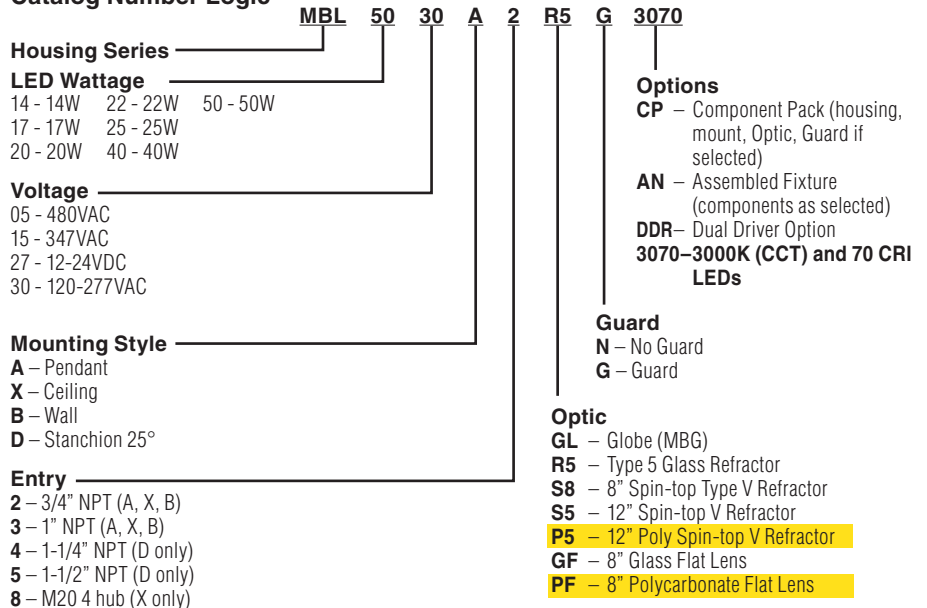 Catalog Number Logic
MBL 50 30 A 2 R5 G 3070
Housing Series
LED Wattage
14 - 14W 22 - 22W 50 - 50W
17 - 17W 25 - 25W
20 - 20W 40 - 40W
Voltage
05 - 480VAC
15 - 347VAC
27 - 12-24VDC
30 - 120-277VAC
Mounting Style
A – Pendant
X – Ceiling
B – Wall
D – Stanchion 25°
Entry
2 – 3/4" NPT (A, X, B)
3 – 1" NPT (A, X, B)
4 – 1-1/4" NPT (D only)
5 – 1-1/2" NPT (D only)
8 – M20 4 hub (X only)
Options
CP – Component Pack (housing,
mount, Optic, Guard if
selected)
AN – Assembled Fixture
(components as selected)
DDR– Dual Driver Option
3070–3000K (CCT) and 70 CRI
LEDs
Guard
N – No Guard
G – Guard
Optic
GL – Globe (MBG)
R5 – Type 5 Glass Refractor
S8 – 8" Spin-top Type V Refractor
S5 – 12" Spin-top V Refractor
P5 – 12" Poly Spin-top V Refractor
GF – 8" Glass Flat Lens
PF – 8" Polycarbonate Flat Lens